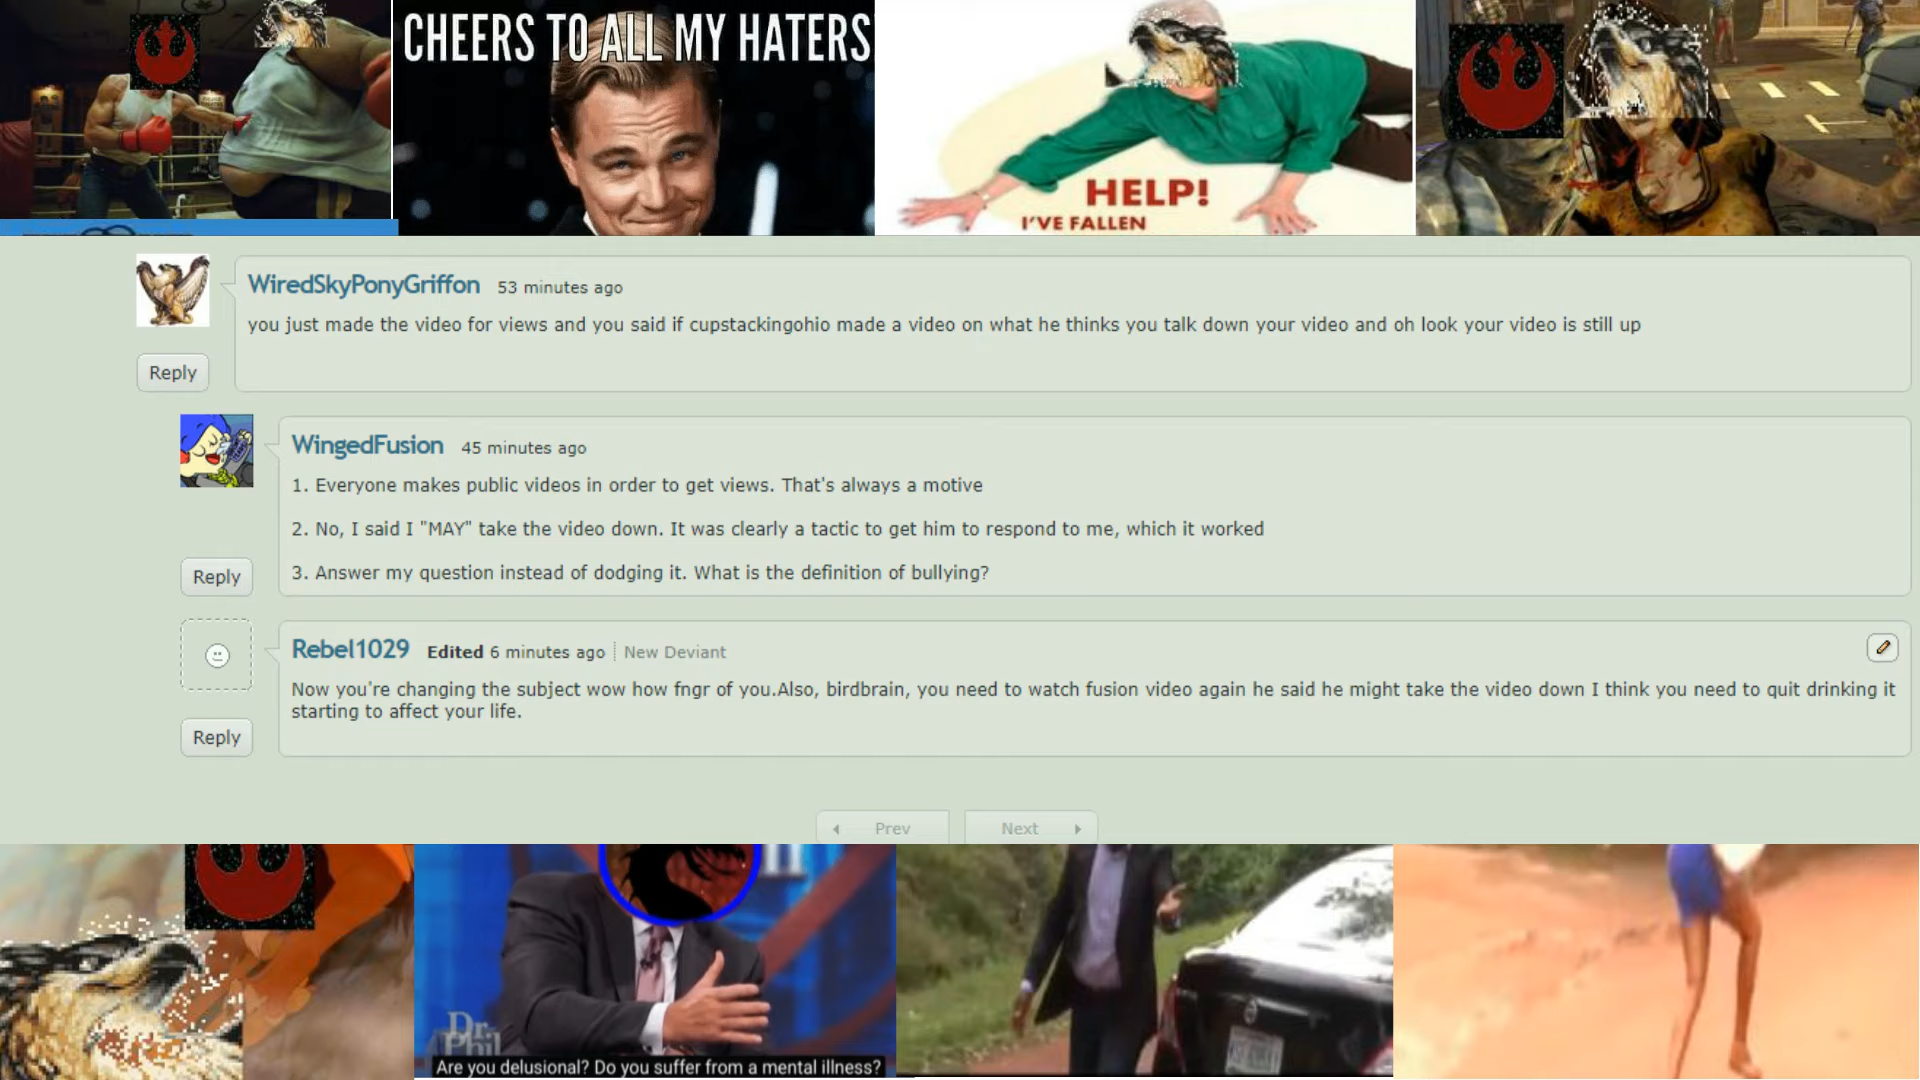 CHEERS TO ALL MY HATERS
HELP!
I'VE FALLEN
WiredSkyPonyGriffon 53 minutes ago
you just made the video for views and you said if cupstackingohio made a video on what he thinks you talk down your video and oh look your video is still up
Reply
WingedFusion 45 minutes ago
1. Everyone makes public videos in order to get views. That's always a motive
2. No, I said I "MAY" take the video down. It was clearly a tactic to get him to respond to me, which it worked
3. Answer my question instead of dodging it. What is the definition of bullying?
Reply
Rebel1029 Edited 6 minutes ago New Deviant
Now you're changing the subject wow how fngr of you.Also, birdbrain, you need to watch fusion video again he said he might take the video down I think you need to quit drinking it
starting to affect your life.
Reply
Prev Next
Dr.
Phil
Are you delusional? Do you suffer from a mental illness?